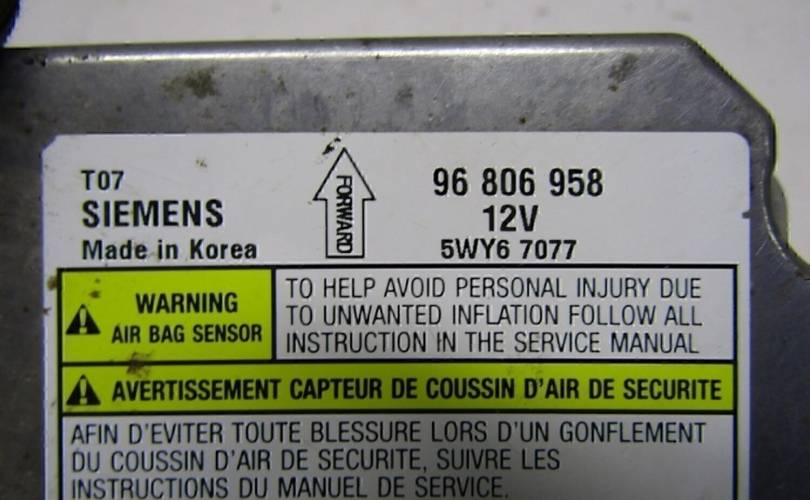 T07
SIEMENS
Made in Korea
FORWARD
96 806 958
12V
5WY6 7077
WARNING
AIR BAG SENSOR
TO HELP AVOID PERSONAL INJURY DUE
TO UNWANTED INFLATION FOLLOW ALL
INSTRUCTION IN THE SERVICE MANUAL
AVERTISSEMENT CAPTEUR DE COUSSIN D'AIR DE SECURITE
AFIN D'EVITER TOUTE BLESSURE LORS D'UN GONFLEMENT
DU COUSSIN D'AIR DE SECURITE, SUIVRE LES
INSTRUCTIONS DU MANUEL DE SERVICE.